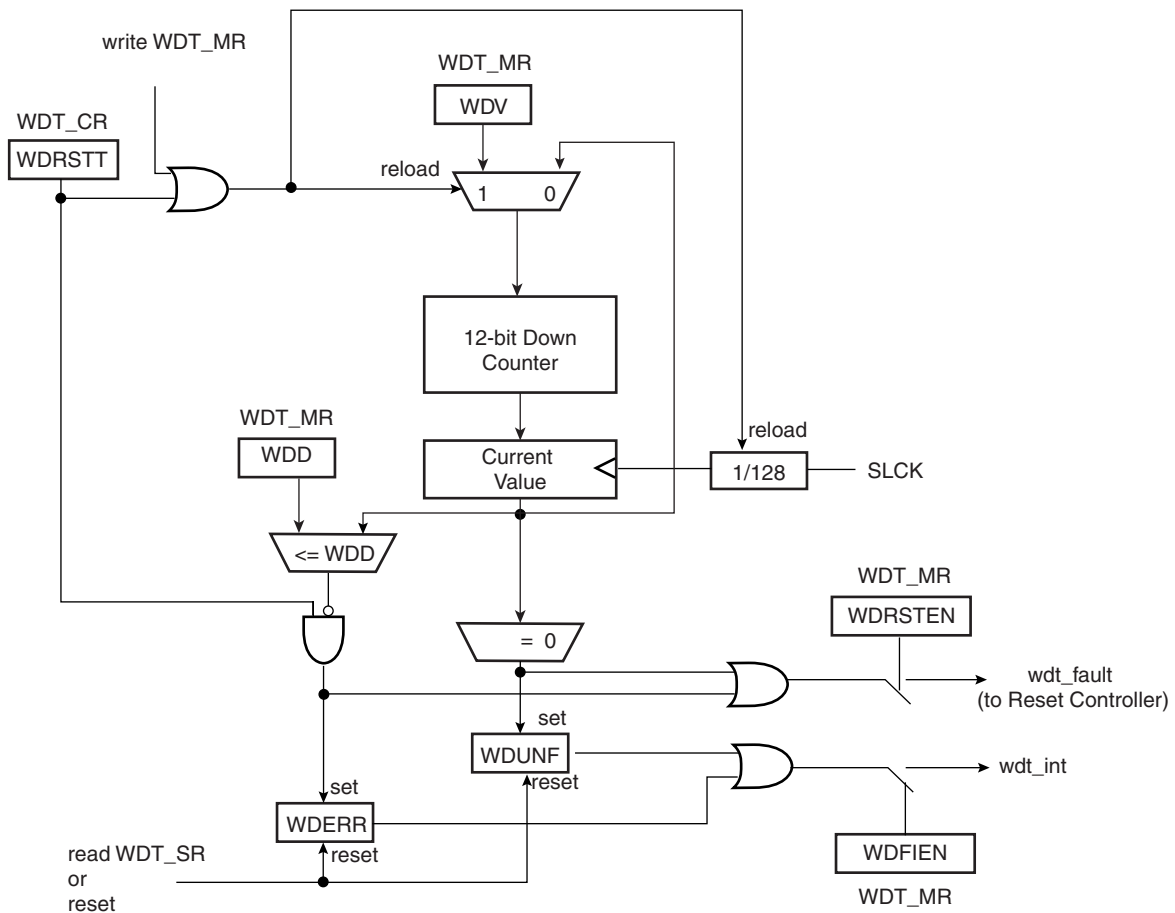 write WDT_MR
WDT_MR
WDV
WDT_CR
WDRSTT
reload
1 0
12-bit Down
Counter
WDT_MR
WDD
reload
Current
Value
1/128
SLCK
<= WDD
WDT_MR
WDRSTEN
= 0
wdt_fault
(to Reset Controller)
set
WDUNF
reset
wdt_int
set
WDERR
reset
WDFIEN
WDT_MR
read WDT_SR
or
reset